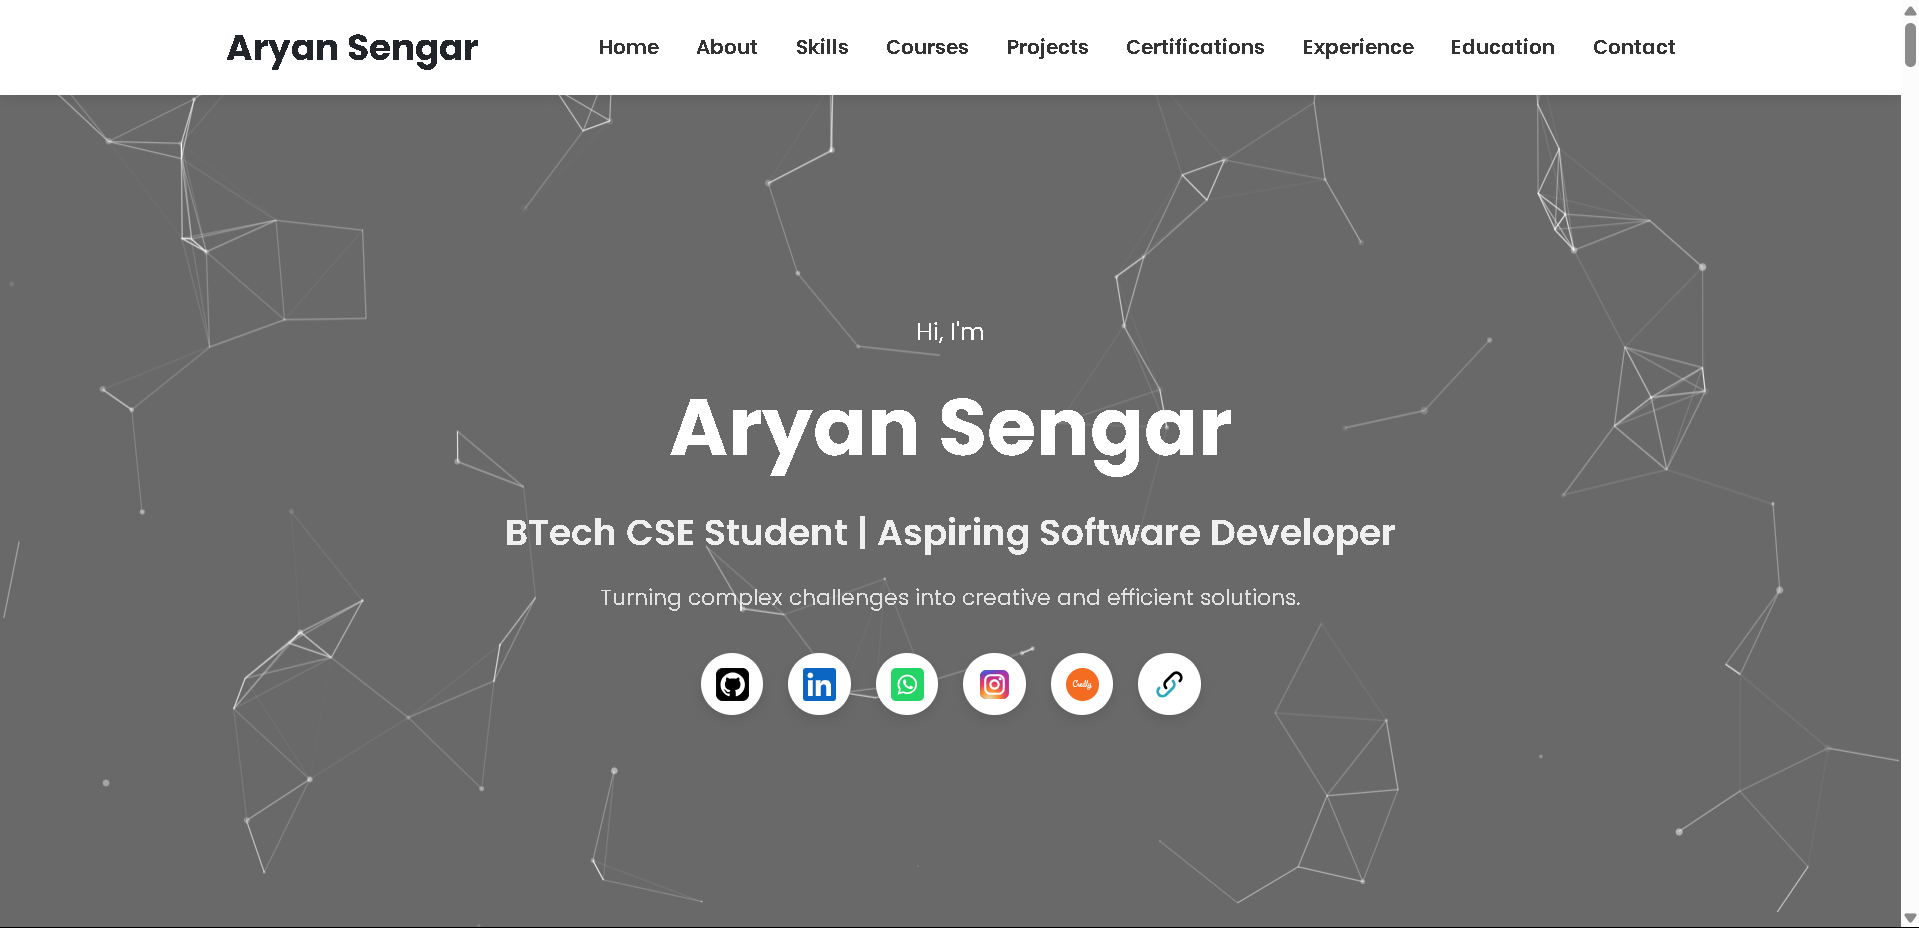 Aryan Sengar Home About Skills Courses Projects Certifications Experience Education Contact
Hi, I'm
Aryan Sengar
BTech CSE Student | Aspiring Software Developer
Turning complex challenges into creative and efficient solutions.
in Credly